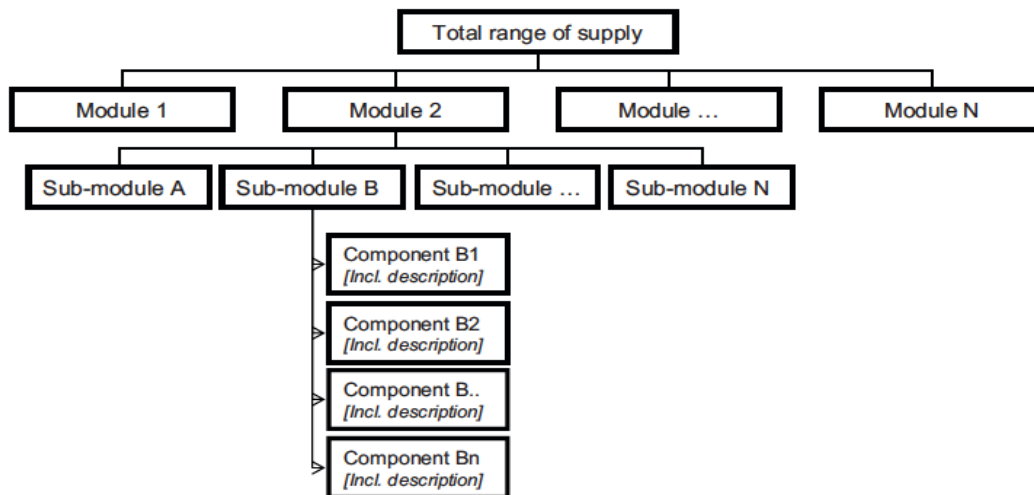 Total range of supply
Module 1
Module 2
Module ...
Module N
Sub-module A
Sub-module B
Sub-module ...
Sub-module N
Component B1
[Incl. description]
Component B2
[Incl. description]
Component B..
[Incl. description]
Component Bn
[Incl. description]